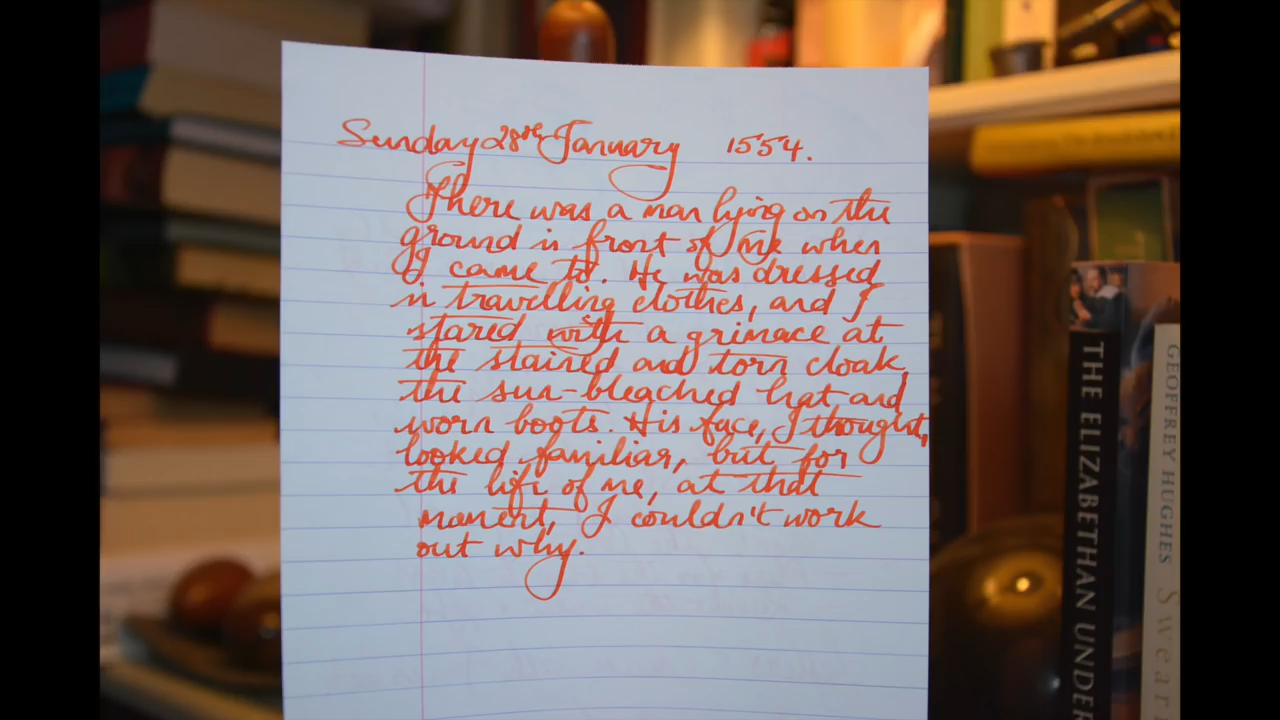 Sunday 28th January 1554.
There was a man lying on the
ground in front of me when
I came to. He was dressed
in travelling clothes, and I
stared with a grimace at
the stained and torn cloak,
the sun-bleached hat and
worn boots. His face, I thought,
looked familiar, but for
the life of me, at that
moment, I couldn't work
out why.
THE ELIZABETHAN UNDER
GEOFFREY HUGHES Swear